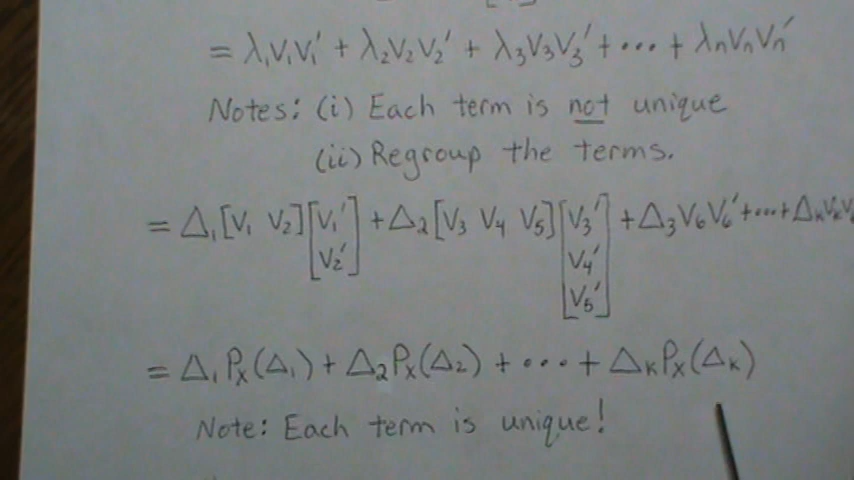 = λ₁V₁V₁′ + λ₂V₂V₂′ + λ₃V₃V₃′ + ⋯ + λₙVₙVₙ′
Notes: (i) Each term is not unique
(ii) Regroup the terms.
= Δ₁[V₁ V₂][V₁′ V₂′] + Δ₂[V₃ V₄ V₅][V₃′ V₄′ V₅′] + Δ₃V₆V₆′ + ⋯ + ΔₖVₖV
= Δ₁Pₓ(Δ₁) + Δ₂Pₓ(Δ₂) + ⋯ + ΔₖPₓ(Δₖ)
Note: Each term is unique!